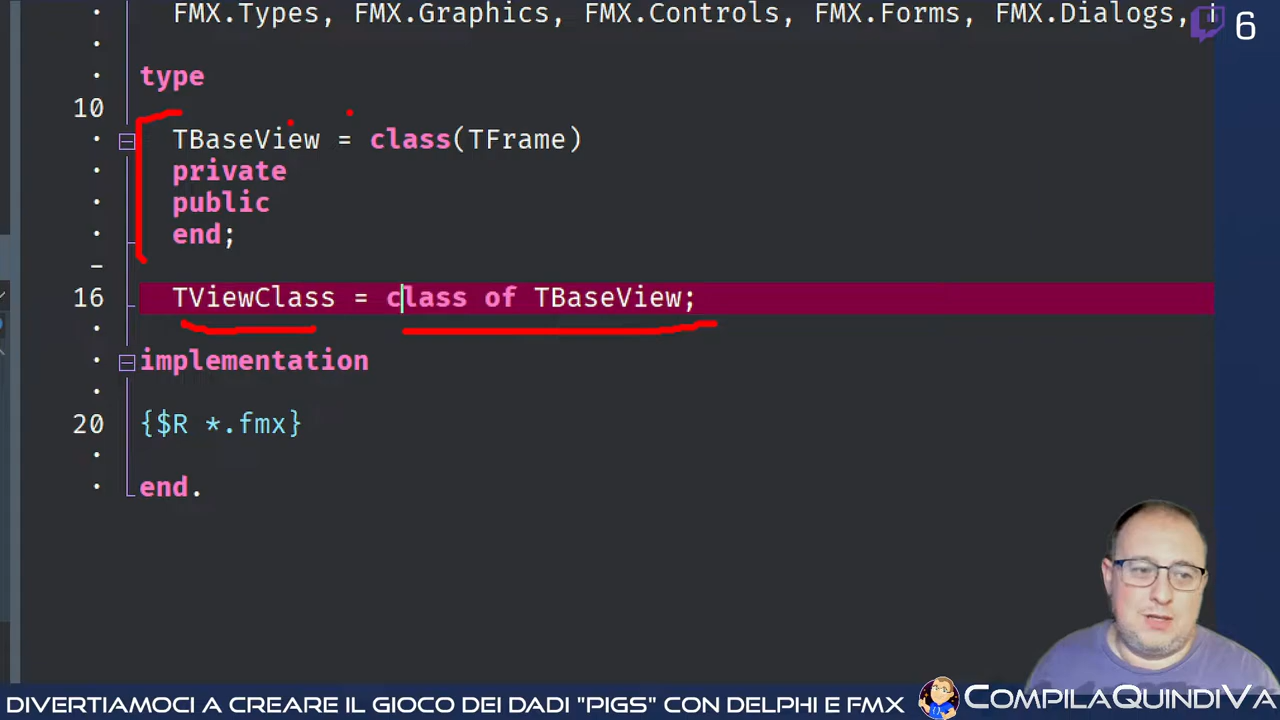 FMX.Types, FMX.Graphics, FMX.Controls, FMX.Forms, FMX.Dialogs, i
6
type
10
TBaseView = class(TFrame)
private
public
end;
16 TViewClass = class of TBaseView;
implementation
20 {$R *.fmx}
end.
DIVERTIAMOCI A CREARE IL GIOCO DEI DADI "PIGS" CON DELPHI E FMX
COMPILAQUINDIVA